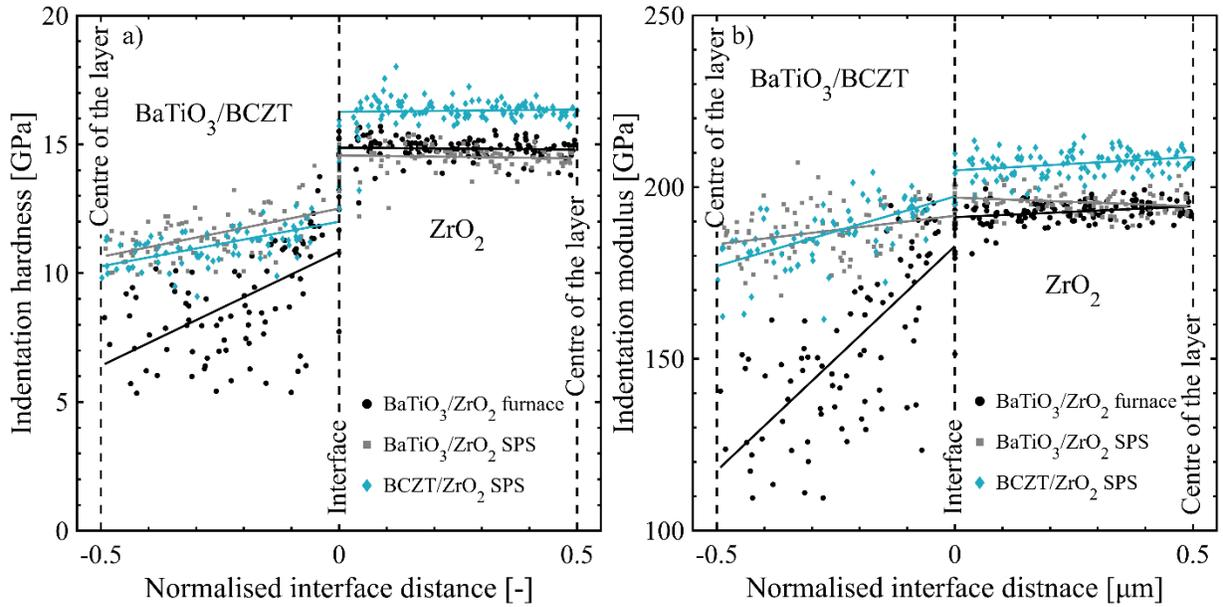 a)
20
15
10
5
0
Indentation hardness [GPa]
Centre of the layer
BaTiO3/BCZT
ZrO2
Interface
Centre of the layer
BaTiO3/ZrO2 furnace
BaTiO3/ZrO2 SPS
BCZT/ZrO2 SPS
-0.5 0 0.5
Normalised interface distance [-]
b)
250
200
150
100
Indentation modulus [GPa]
Centre of the layer
BaTiO3/BCZT
ZrO2
Interface
Centre of the layer
BaTiO3/ZrO2 furnace
BaTiO3/ZrO2 SPS
BCZT/ZrO2 SPS
-0.5 0 0.5
Normalised interface distnace [μm]